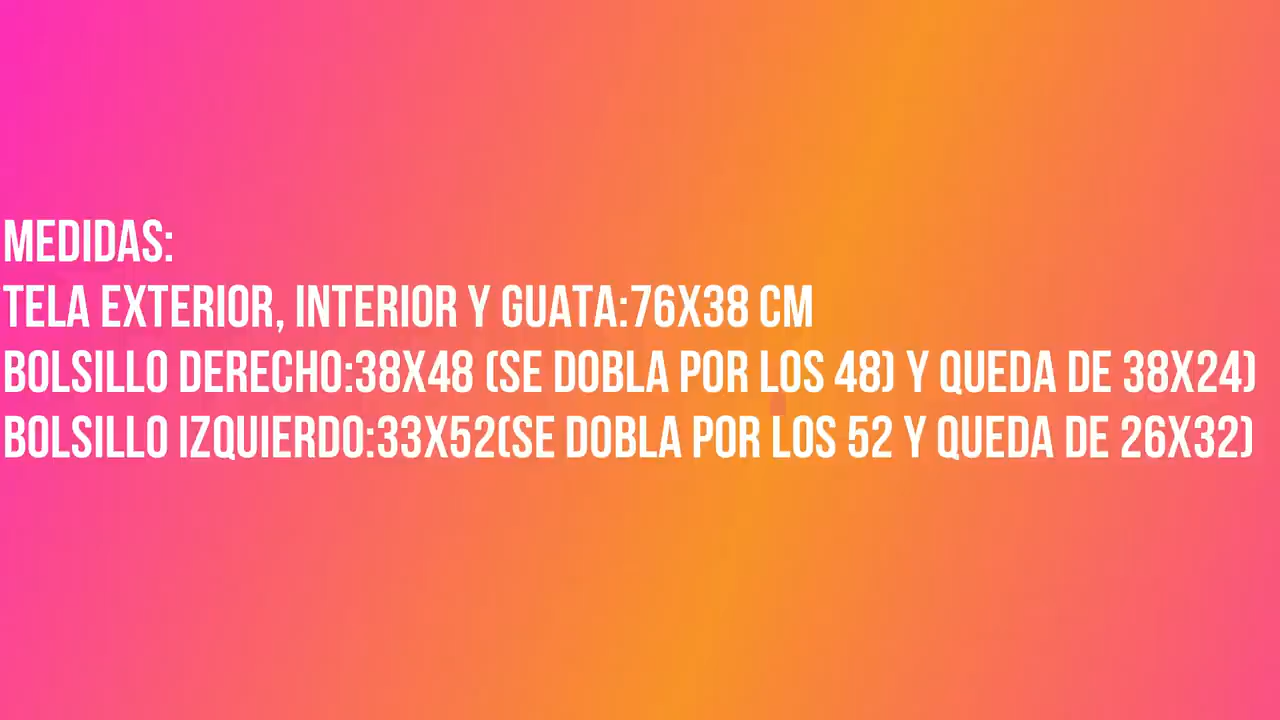 MEDIDAS:
TELA EXTERIOR, INTERIOR Y GUATA:76X38 CM
BOLSILLO DERECHO:38X48 (SE DOBLA POR LOS 48) Y QUEDA DE 38X24)
BOLSILLO IZQUIERDO:33X52(SE DOBLA POR LOS 52 Y QUEDA DE 26X32)